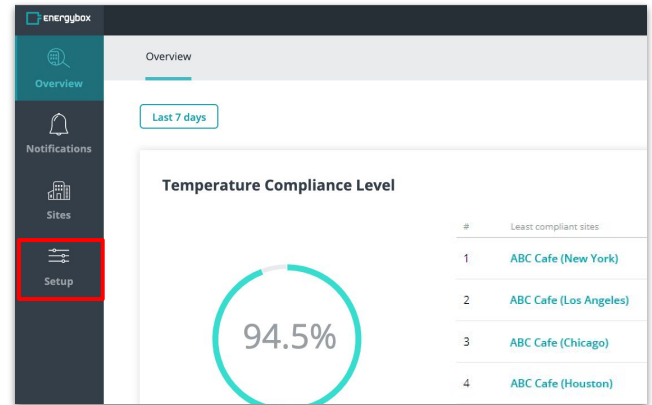 energybox
Overview
Notifications
Sites
Setup
Overview
Last 7 days
Temperature Compliance Level
94.5%
# Least compliant sites
1 ABC Cafe (New York)
2 ABC Cafe (Los Angeles)
3 ABC Cafe (Chicago)
4 ABC Cafe (Houston)